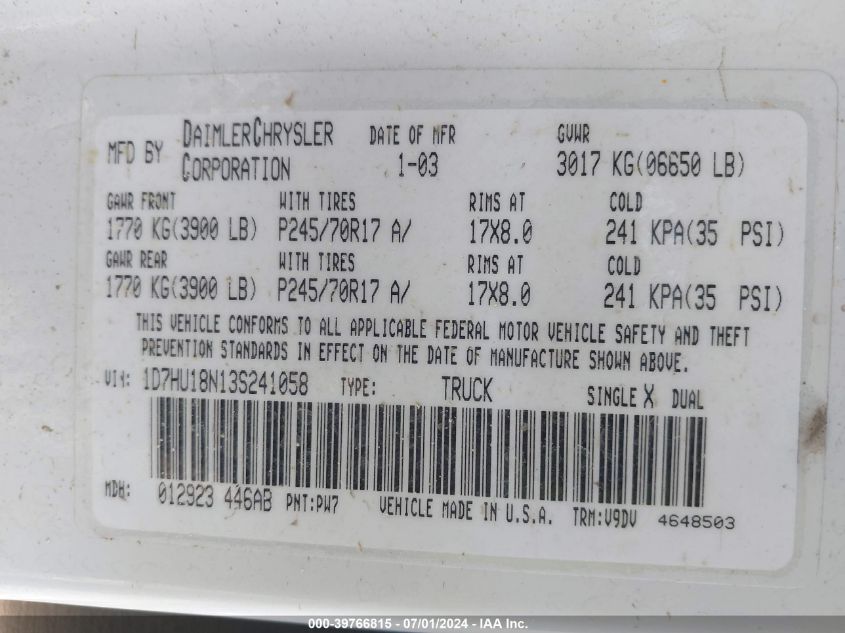 MFD BY DAIMLERCHRYSLER CORPORATION DATE OF MFR 1-03 GVWR 3017 KG(06650 LB)
GAWR FRONT WITH TIRES RIMS AT COLD
1770 KG(3900 LB) P245/70R17 A/ 17X8.0 241 KPA(35 PSI)
GAWR REAR WITH TIRES RIMS AT COLD
1770 KG(3900 LB) P245/70R17 A/ 17X8.0 241 KPA(35 PSI)
THIS VEHICLE CONFORMS TO ALL APPLICABLE FEDERAL MOTOR VEHICLE SAFETY AND THEFT
PREVENTION STANDARDS IN EFFECT ON THE DATE OF MANUFACTURE SHOWN ABOVE.
VIN: 1D7HU18N13S241058 TYPE: TRUCK SINGLE X DUAL
MDH: 012923 446AB PNT:PW7 VEHICLE MADE IN U.S.A. TRM:V9DV 4648503
000-39766815 - 07/01/2024 - IAA Inc.